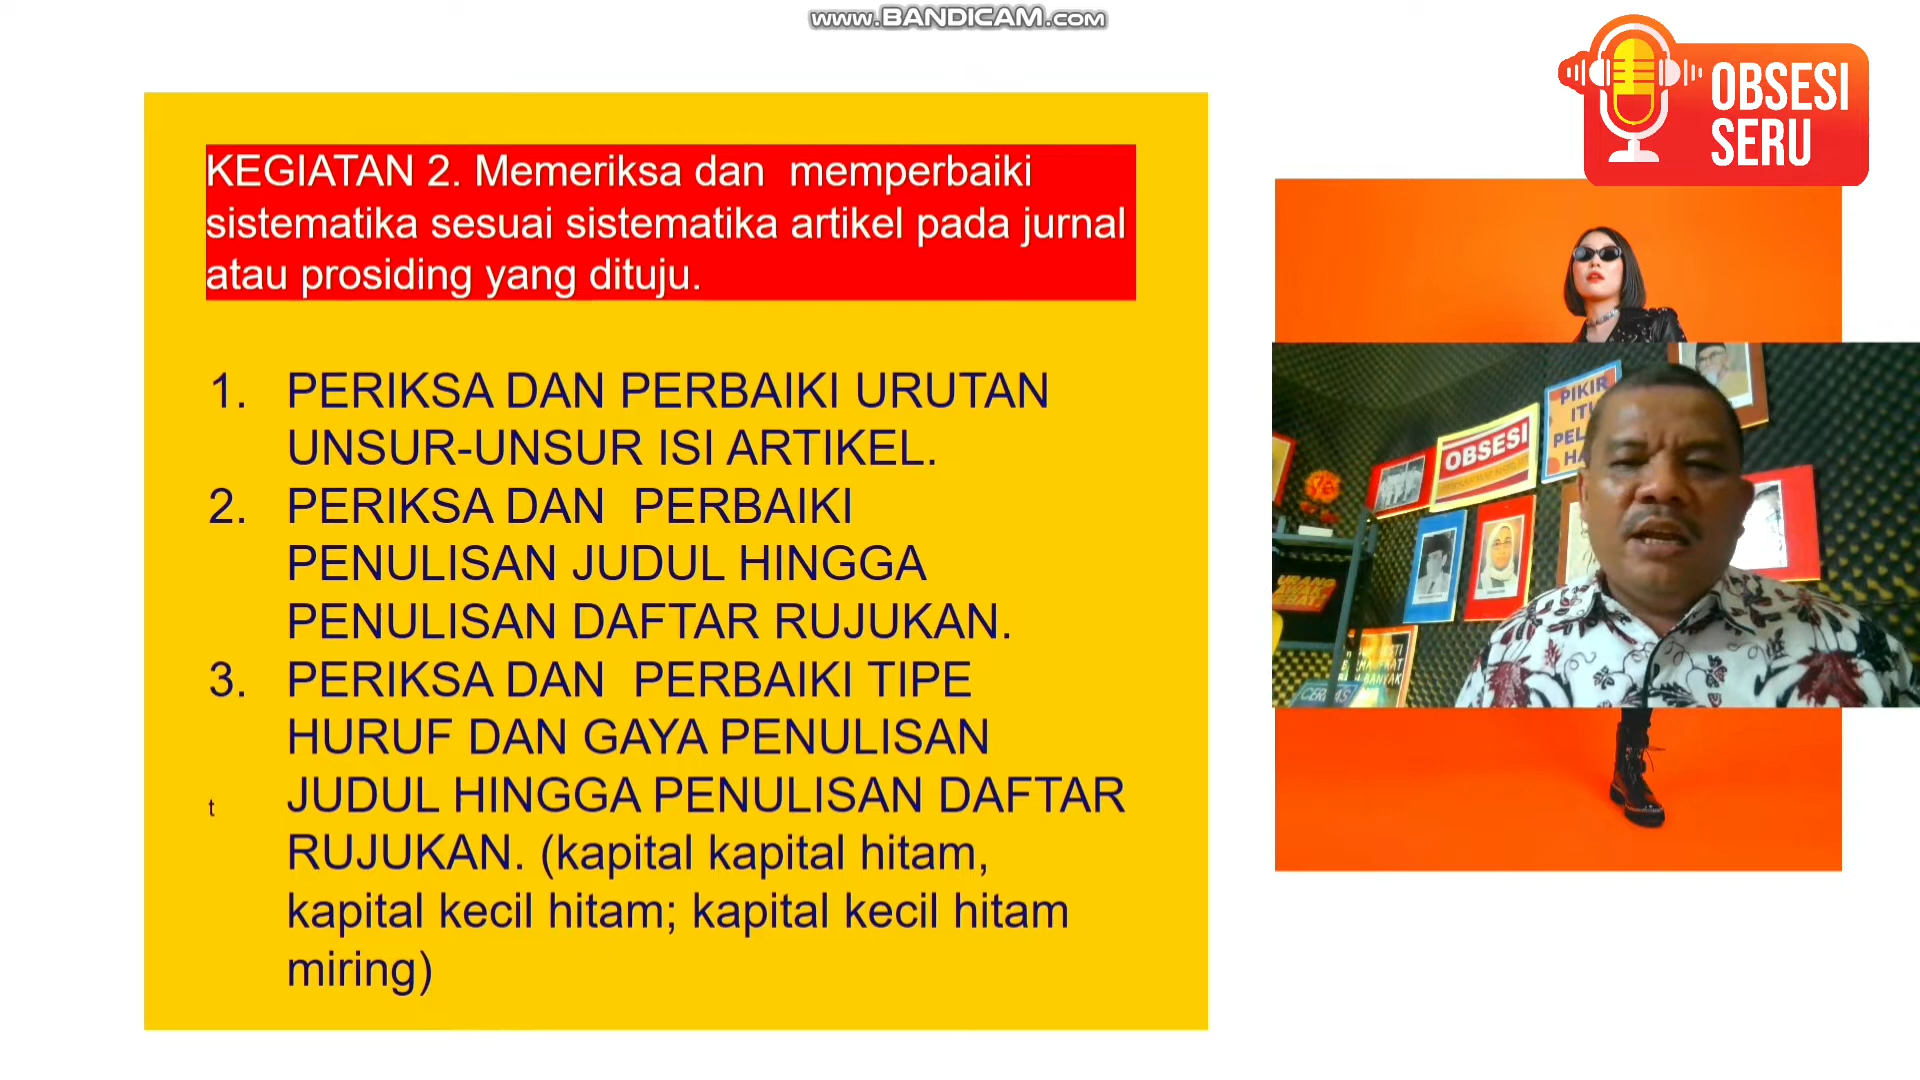 www.BANDICAM.com
OBSESI
SERU
KEGIATAN 2. Memeriksa dan memperbaiki
sistematika sesuai sistematika artikel pada jurnal
atau prosiding yang dituju.
1. PERIKSA DAN PERBAIKI URUTAN
UNSUR-UNSUR ISI ARTIKEL.
2. PERIKSA DAN PERBAIKI
PENULISAN JUDUL HINGGA
PENULISAN DAFTAR RUJUKAN.
3. PERIKSA DAN PERBAIKI TIPE
HURUF DAN GAYA PENULISAN
JUDUL HINGGA PENULISAN DAFTAR
RUJUKAN. (kapital kapital hitam,
kapital kecil hitam; kapital kecil hitam
miring)
t
OBSESI
PIKIR
ITU
PEL
HA
BANYAK